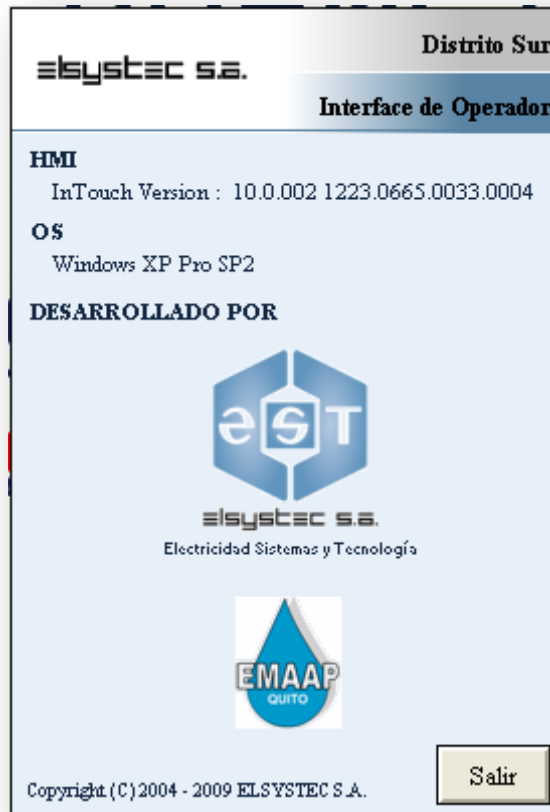 elsystec s.a.
Distrito Sur
Interface de Operador
HMI
InTouch Version : 10.0.002 1223.0665.0033.0004
OS
Windows XP Pro SP2
DESARROLLADO POR
eST
elsystec s.a.
Electricidad Sistemas y Tecnología
EMAAP
QUITO
Copyright (C) 2004 - 2009 ELSYSTEC S.A.
Salir